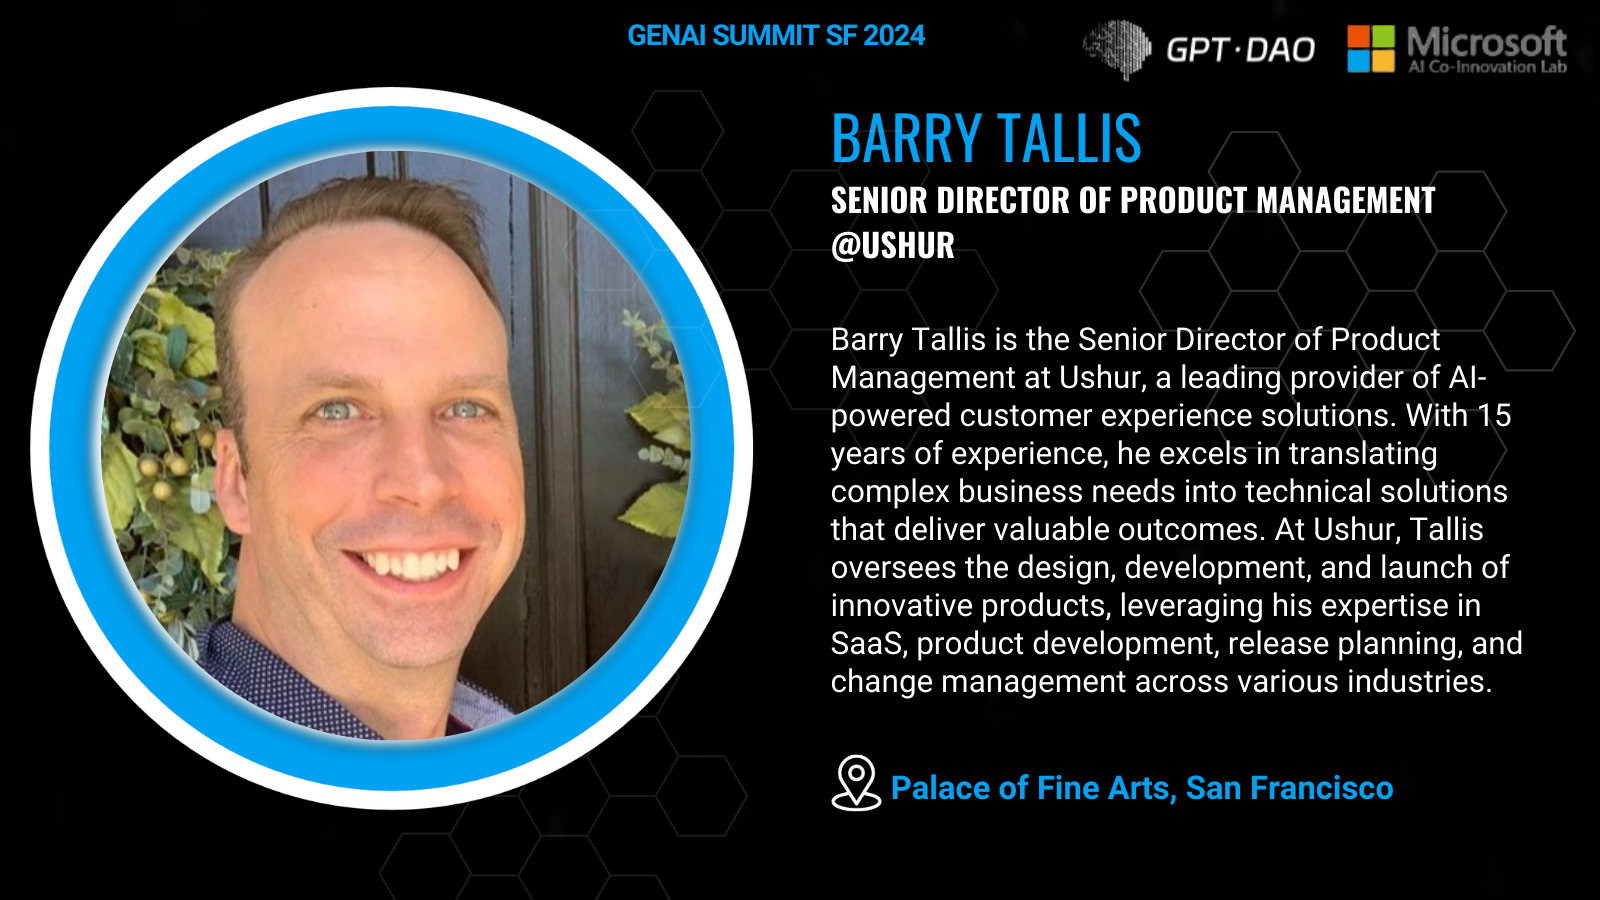 GENAI SUMMIT SF 2024
GPT·DAO
Microsoft
AI Co-Innovation Lab
BARRY TALLIS
SENIOR DIRECTOR OF PRODUCT MANAGEMENT
@USHUR
Barry Tallis is the Senior Director of Product
Management at Ushur, a leading provider of AI-
powered customer experience solutions. With 15
years of experience, he excels in translating
complex business needs into technical solutions
that deliver valuable outcomes. At Ushur, Tallis
oversees the design, development, and launch of
innovative products, leveraging his expertise in
SaaS, product development, release planning, and
change management across various industries.
Palace of Fine Arts, San Francisco